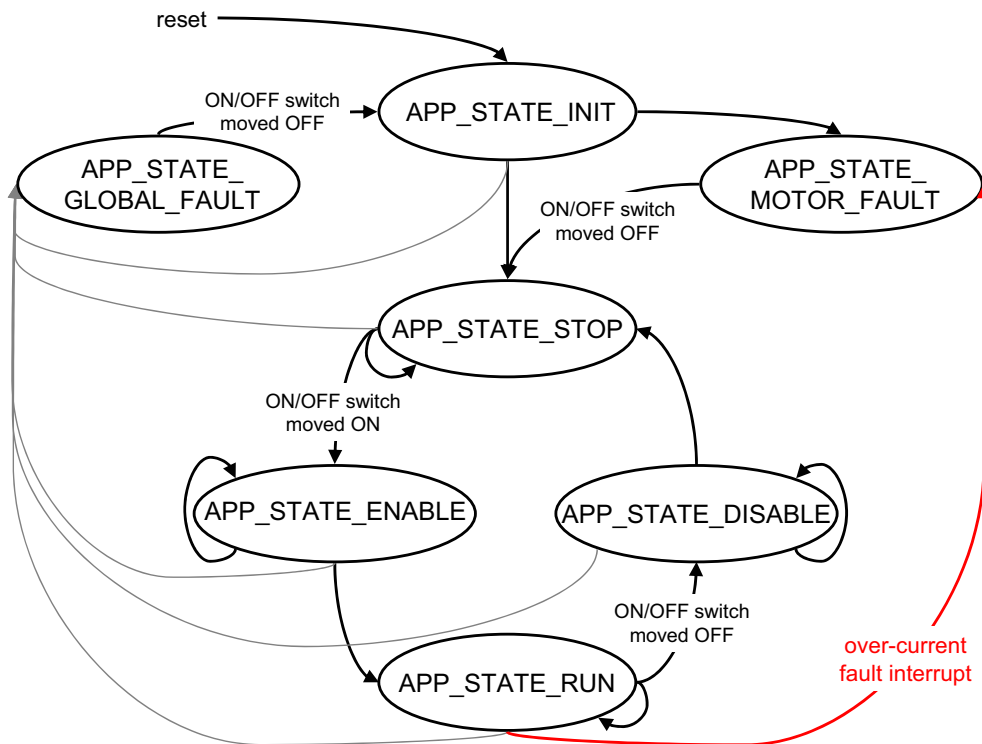 reset
ON/OFF switch
moved OFF
APP_STATE_INIT
APP_STATE_
GLOBAL_FAULT
APP_STATE_
MOTOR_FAULT
ON/OFF switch
moved OFF
APP_STATE_STOP
ON/OFF switch
moved ON
APP_STATE_ENABLE
APP_STATE_DISABLE
ON/OFF switch
moved OFF
over-current
fault interrupt
APP_STATE_RUN